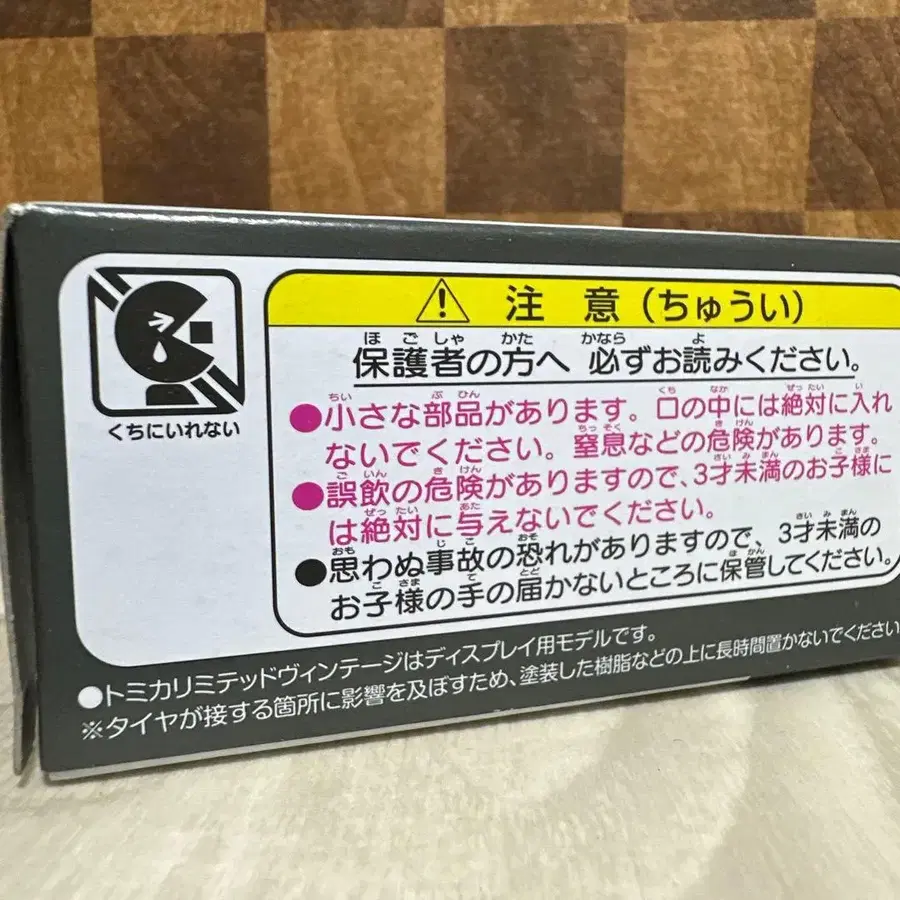 くちにいれない
注意(ちゅうい)
保護者の方へ 必ずお読みください。
●小さな部品があります。口の中には絶対に入れ
ないでください。窒息などの危険があります。
●誤飲の危険がありますので、3才未満のお子様に
は絶対に与えないでください。
●思わぬ事故の恐れがありますので、3才未満の
お子様の手の届かないところに保管してください。
●トミカリミテッドヴィンテージはディスプレイ用モデルです。
※タイヤが接する箇所に影響を及ぼすため、塗装した樹脂などの上に長時間置かないでください